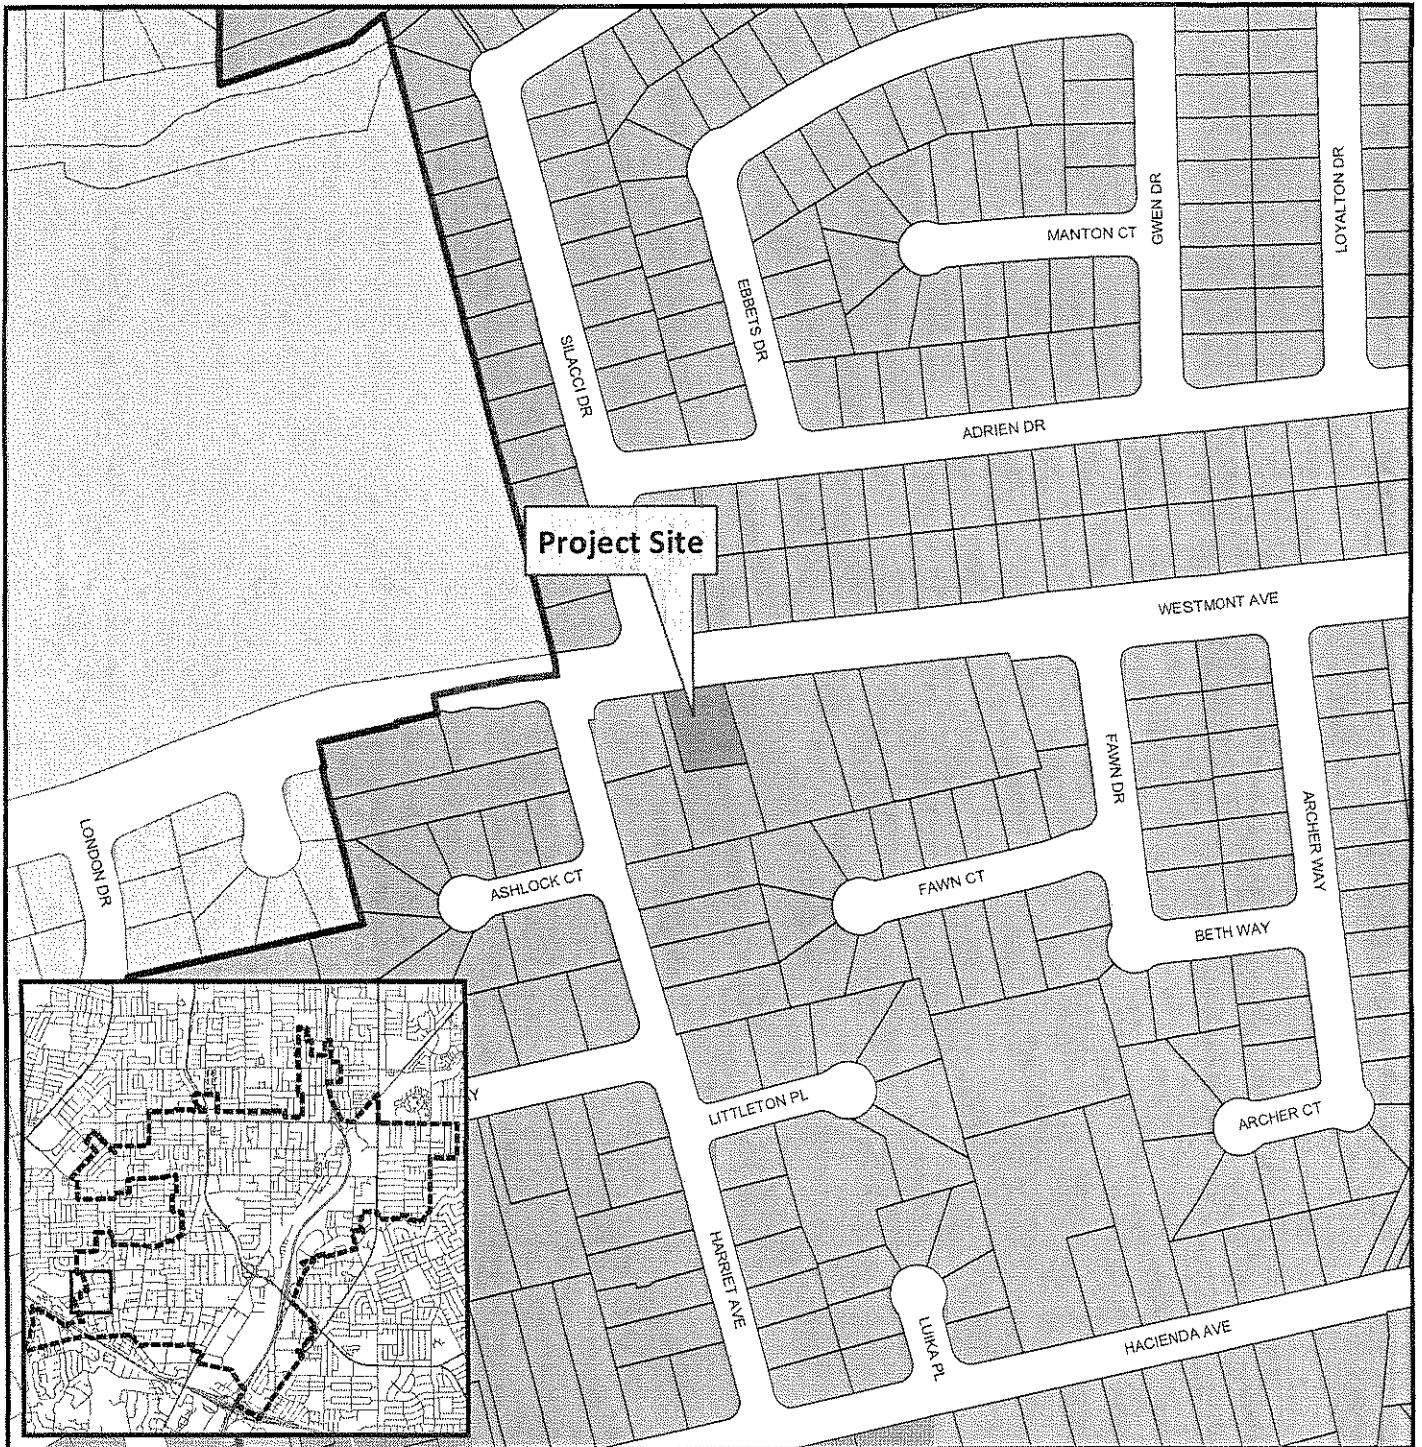 LOYALTON DR
GWEN DR
MANTON CT
EBBETS DR
SILACCI DR
ADRIEN DR
Project Site
WESTMONT AVE
FAWN DR
ARCHER WAY
LONDON DR
ASHLOCK CT
FAWN CT
BETH WAY
LITTLETON PL
ARCHER CT
HARRIET AVE
LUIKA PL
HACIENDA AVE